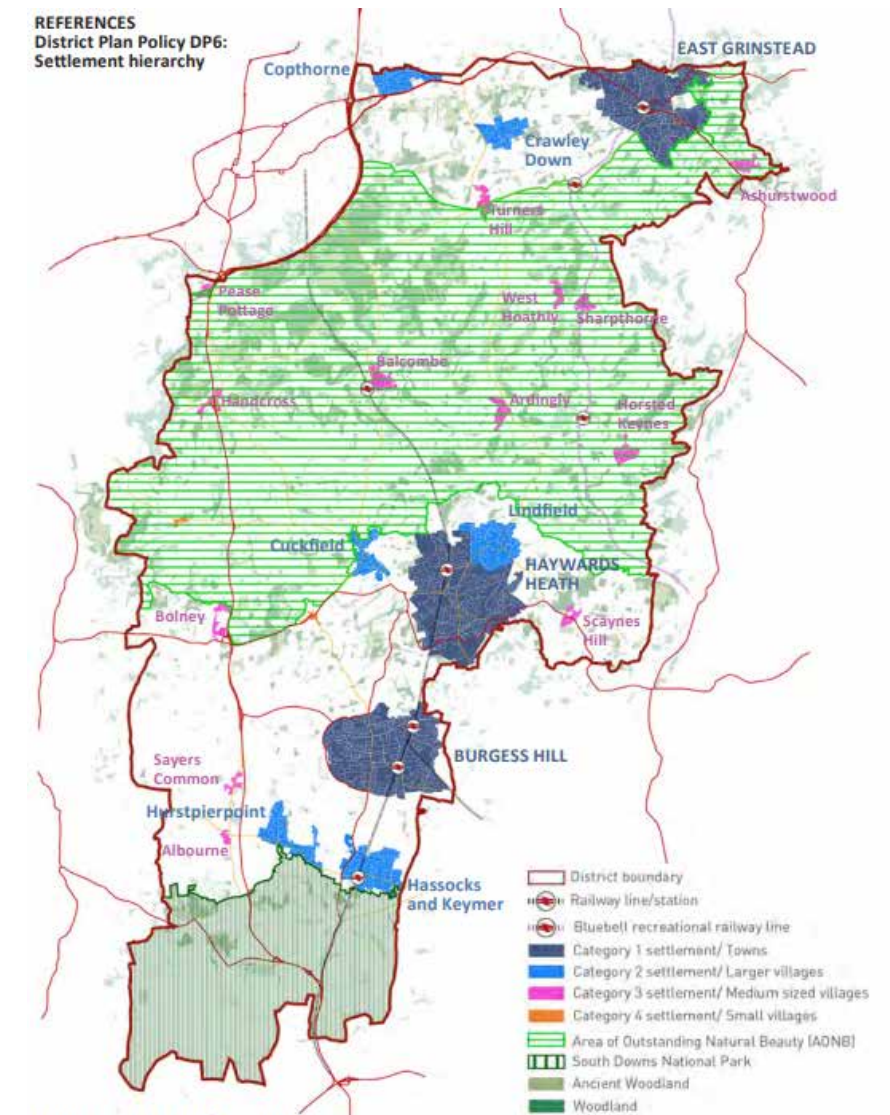 REFERENCES
District Plan Policy DP6:
Settlement hierarchy
EAST GRINSTEAD
Copthorne
Crawley
Down
Ashurstwood
Turners
Hill
Pease
Pottage
West
Hoathly
Sharpthorne
Balcombe
Handcross
Ardingly
Horsted
Keynes
Lindfield
Cuckfield
HAYWARDS
HEATH
Bolney
Scaynes
Hill
BURGESS HILL
Sayers
Common
Hurstpierpoint
Albourne
Hassocks
and Keymer
District boundary
Railway line/station
Bluebell recreational railway line
Category 1 settlement/ Towns
Category 2 settlement/ Larger villages
Category 3 settlement/ Medium sized villages
Category 4 settlement/ Small villages
Area of Outstanding Natural Beauty (AONB)
South Downs National Park
Ancient Woodland
Woodland